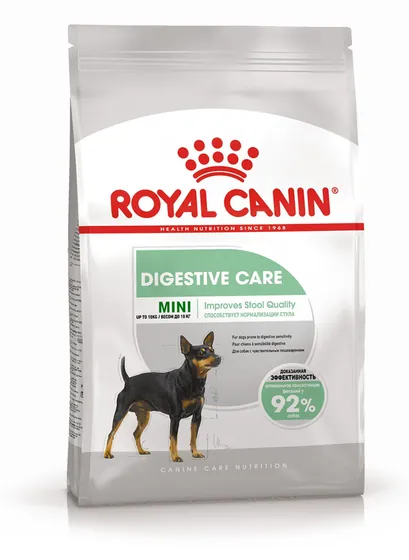 ROYAL CANIN®
HEALTH NUTRITION SINCE 1968
DIGESTIVE CARE
MINI
UP TO 10KG / ВЕСОМ ДО 10 КГ
Improves Stool Quality
СПОСОБСТВУЕТ НОРМАЛИЗАЦИИ СТУЛА
For dogs prone to digestive sensitivity
Pour chiens à sensibilité digestive
Для собак с чувствительным пищеварением
ДОКАЗАННАЯ
ЭФФЕКТИВНОСТЬ
92%
CANINE CARE NUTRITION